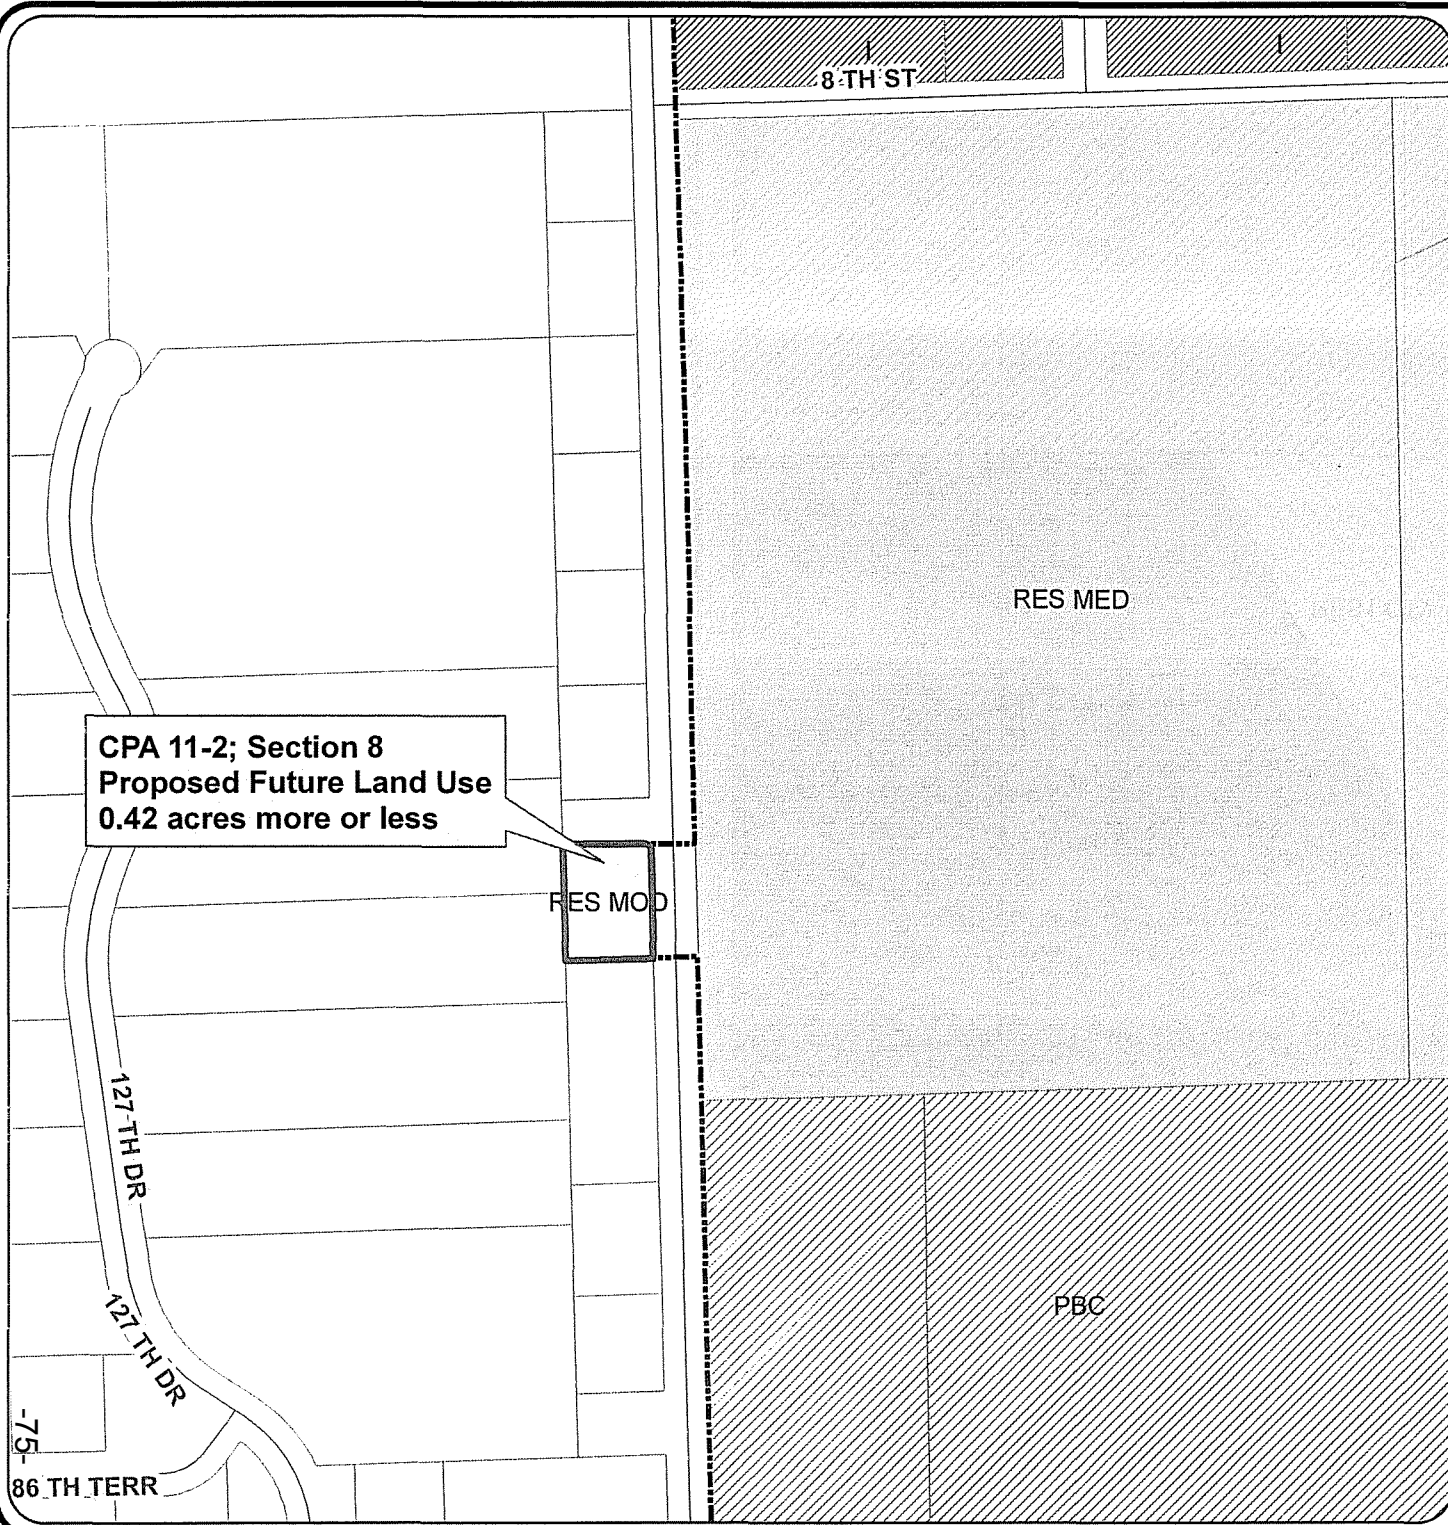 I
I
8 TH ST
RES MED
CPA 11-2; Section 8
Proposed Future Land Use
0.42 acres more or less
RES MOD
127 TH DR
127 TH DR
PBC
-75-
86 TH TERR